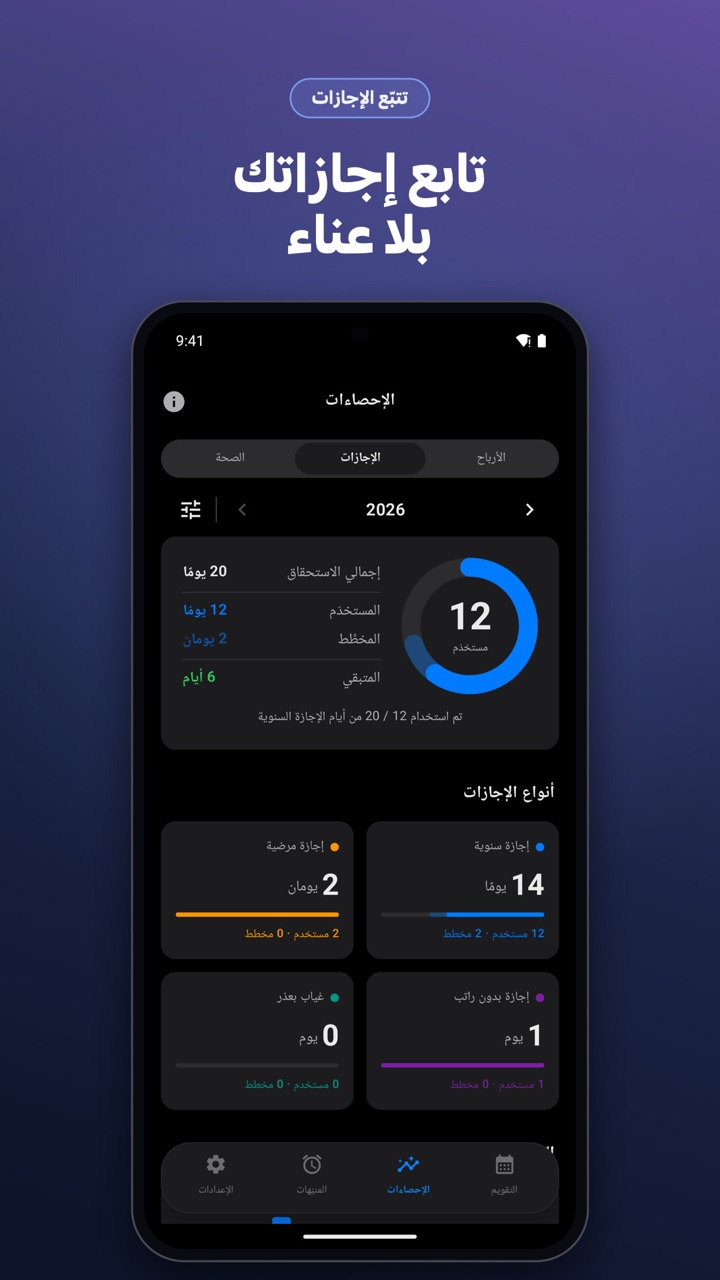 تتبّع الإجازات
تابع إجازاتك
بلا عناء
9:41
الإحصاءات
الأرباح
الإجازات
الصحة
2026
12
مستخدَم
إجمالي الاستحقاق 20 يومًا
المستخدَم 12 يومًا
المخطَّط 2 يومان
المتبقي 6 أيام
تم استخدام 12 / 20 من أيام الإجازة السنوية
أنواع الإجازات
إجازة سنوية
14 يومًا
12 مستخدم · 2 مخطط
إجازة مرضية
2 يومان
2 مستخدم · 0 مخطط
إجازة بدون راتب
1 يوم
1 مستخدم · 0 مخطط
غياب بعذر
0 يوم
0 مستخدم · 0 مخطط
التقويم
الإحصاءات
المنبهات
الإعدادات